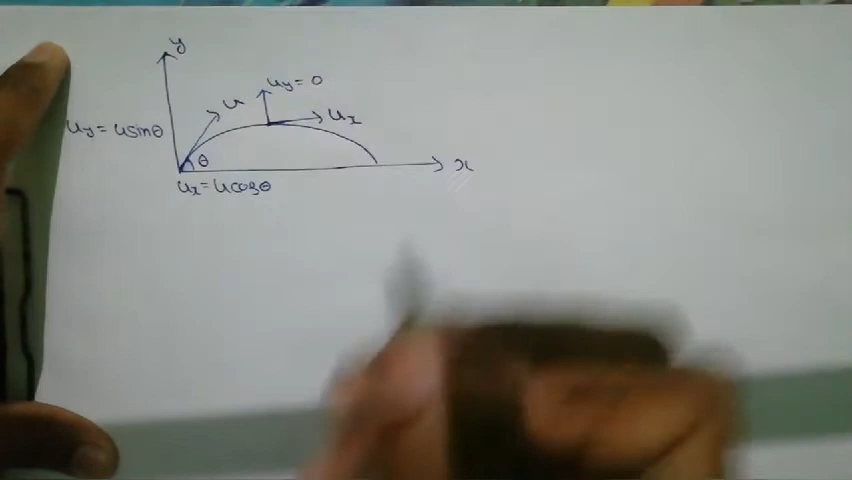 y
uy = 0
u
ux
uy = usinθ
θ
x
ux = ucosθ